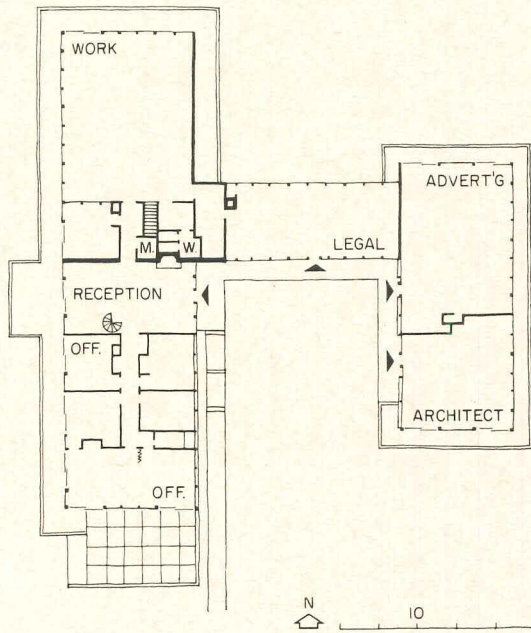 WORK
ADVERT'G
M.
W.
LEGAL
RECEPTION
OFF.
ARCHITECT
OFF.
N
10